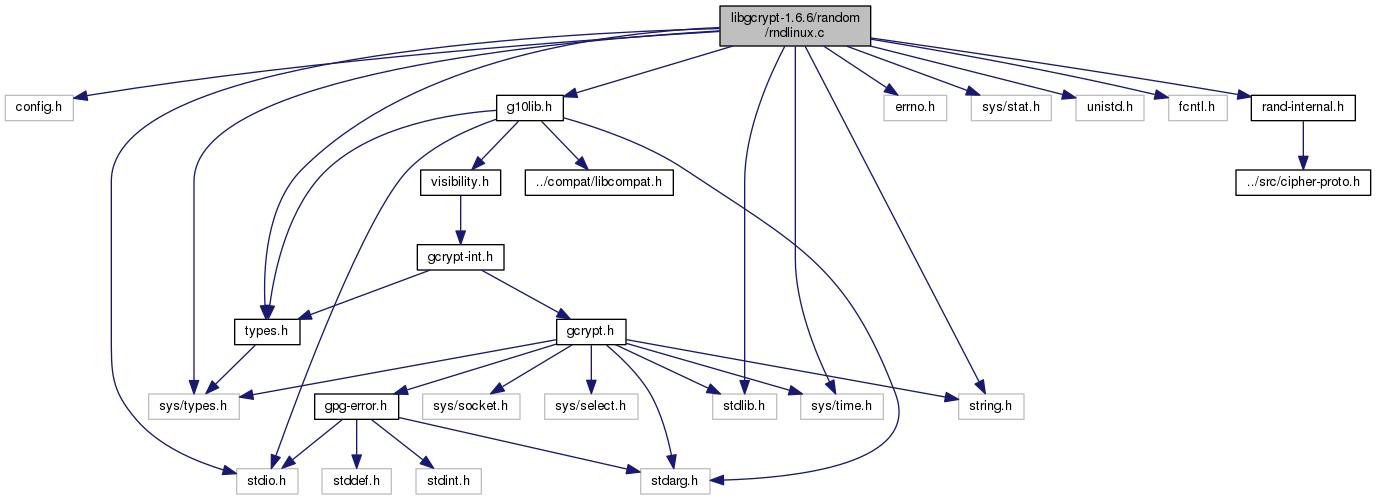 libgcrypt-1.6.6/random
/rndlinux.c
config.h
g10lib.h
errno.h
sys/stat.h
unistd.h
fcntl.h
rand-internal.h
visibility.h
../compat/libcompat.h
../src/cipher-proto.h
gcrypt-int.h
types.h
gcrypt.h
sys/types.h
gpg-error.h
sys/socket.h
sys/select.h
stdlib.h
sys/time.h
string.h
stdio.h
stddef.h
stdint.h
stdarg.h